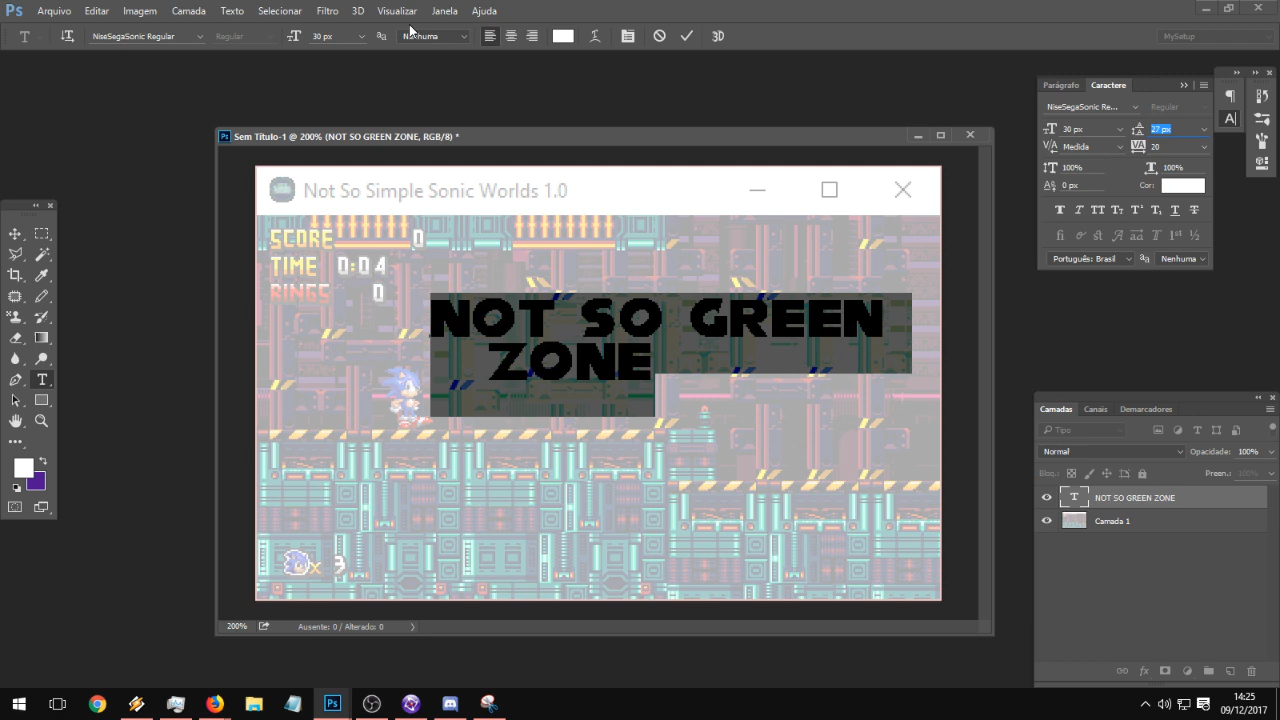 Ps Arquivo Editar Imagem Camada Texto Selecionar Filtro 3D Visualizar Janela Ajuda
T NiseSegaSonic Regular Regular 30 px Nenhuma 3D MySetup
Parágrafo Caractere
NiseSegaSonic Re... Regular
30 px 27 px
Medida 20
100% 100%
0 px Cor:
Português: Brasil Nenhuma
Sem Título-1 @ 200% (NOT SO GREEN ZONE, RGB/8) *
Not So Simple Sonic Worlds 1.0
SCORE 0
TIME 0:04
RINGS 0
NOT SO GREEN
ZONE
x 3
200% Ausente: 0 / Alterado: 0
Camadas Canais Demarcadores
Tipo
Normal Opacidade: 100%
Bloq.: Preen.: 100%
T NOT SO GREEN ZONE
Camada 1
Ps
14:25
09/12/2017